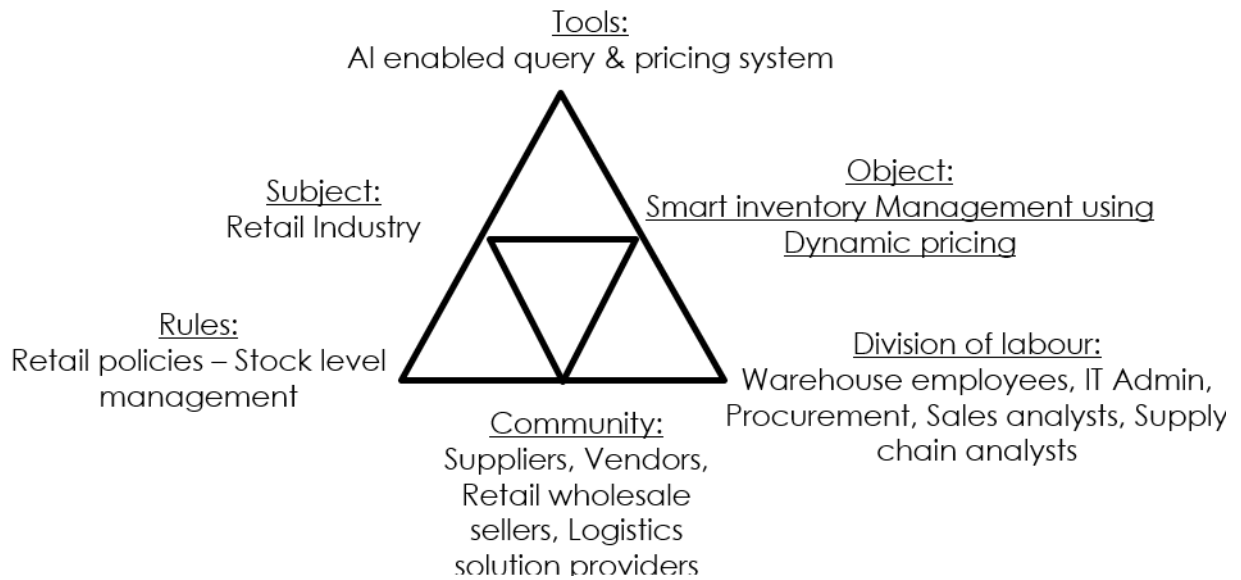 Tools:
AI enabled query & pricing system
Subject:
Retail Industry
Object:
Smart inventory Management using
Dynamic pricing
Rules:
Retail policies – Stock level
management
Division of labour:
Warehouse employees, IT Admin,
Procurement, Sales analysts, Supply
chain analysts
Community:
Suppliers, Vendors,
Retail wholesale
sellers, Logistics
solution providers